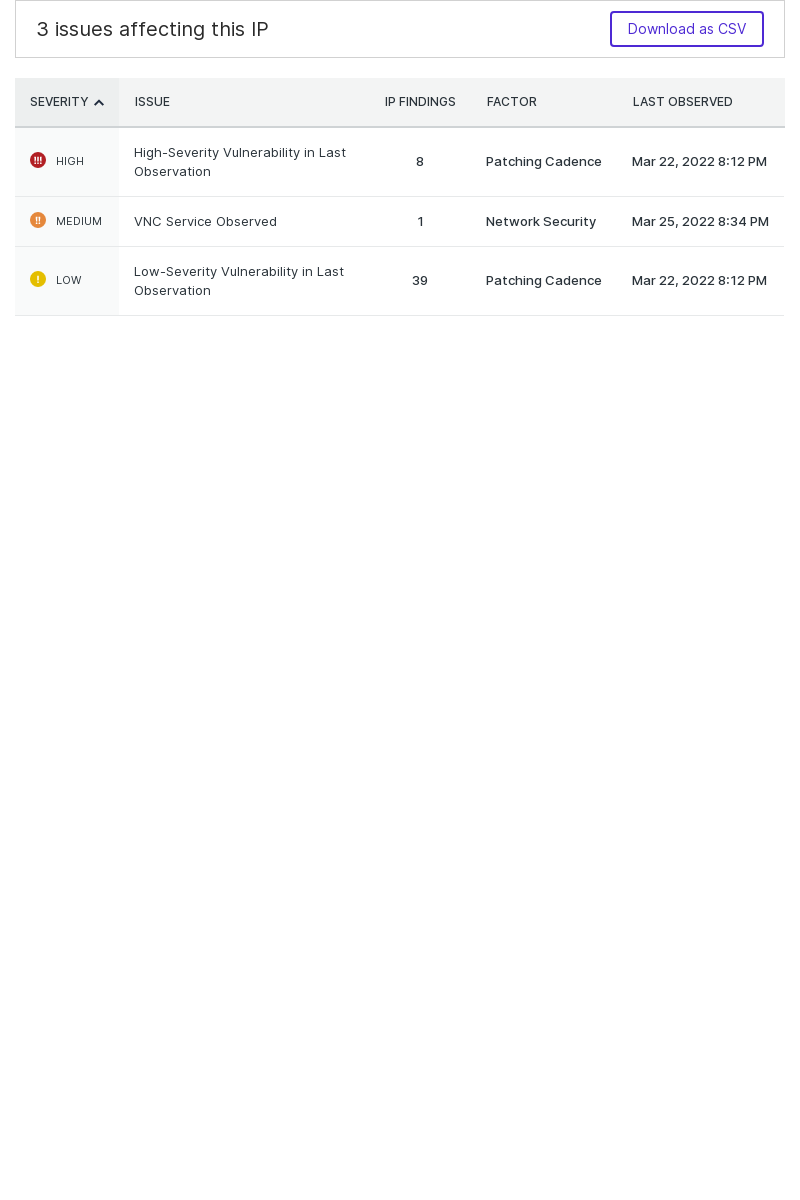 3 issues affecting this IP
Download as CSV
SEVERITY ISSUE IP FINDINGS FACTOR LAST OBSERVED
!!! HIGH High-Severity Vulnerability in Last Observation 8 Patching Cadence Mar 22, 2022 8:12 PM
!! MEDIUM VNC Service Observed 1 Network Security Mar 25, 2022 8:34 PM
! LOW Low-Severity Vulnerability in Last Observation 39 Patching Cadence Mar 22, 2022 8:12 PM